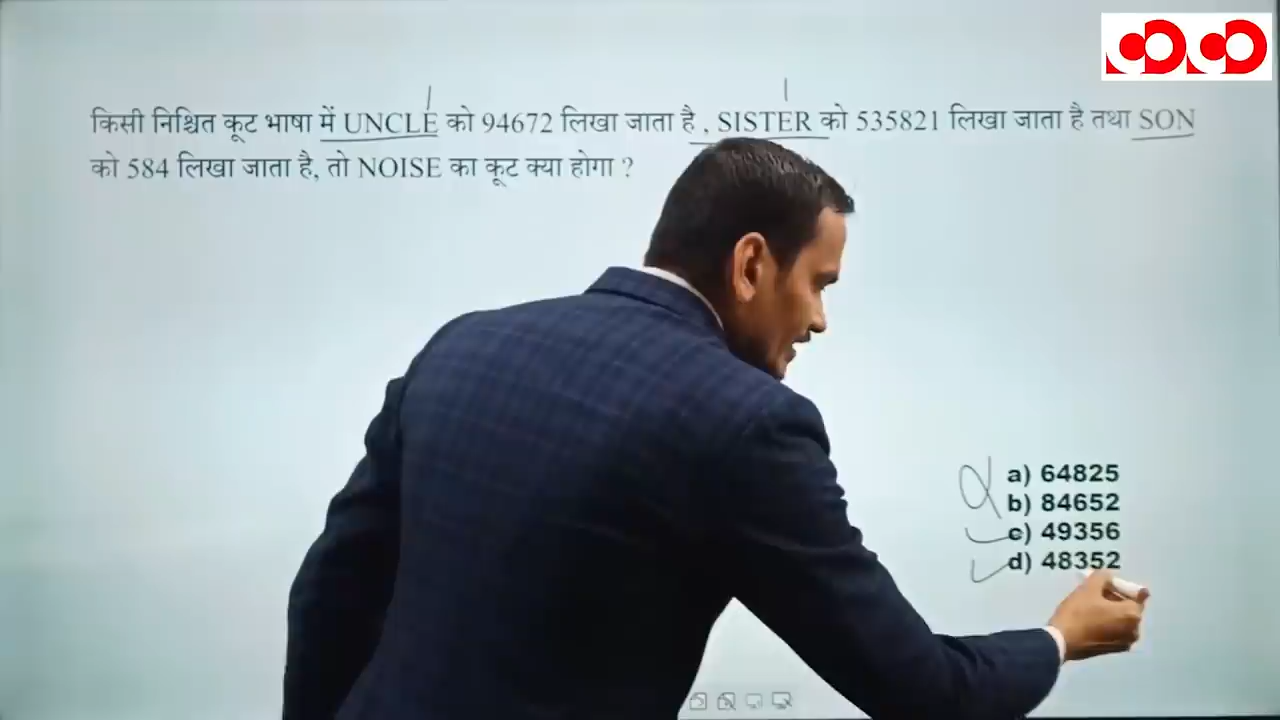 किसी निश्चित कूट भाषा में UNCLE को 94672 लिखा जाता है , SISTER को 535821 लिखा जाता है तथा SON
को 584 लिखा जाता है, तो NOISE का कूट क्या होगा ?
a) 64825
b) 84652
c) 49356
d) 48352